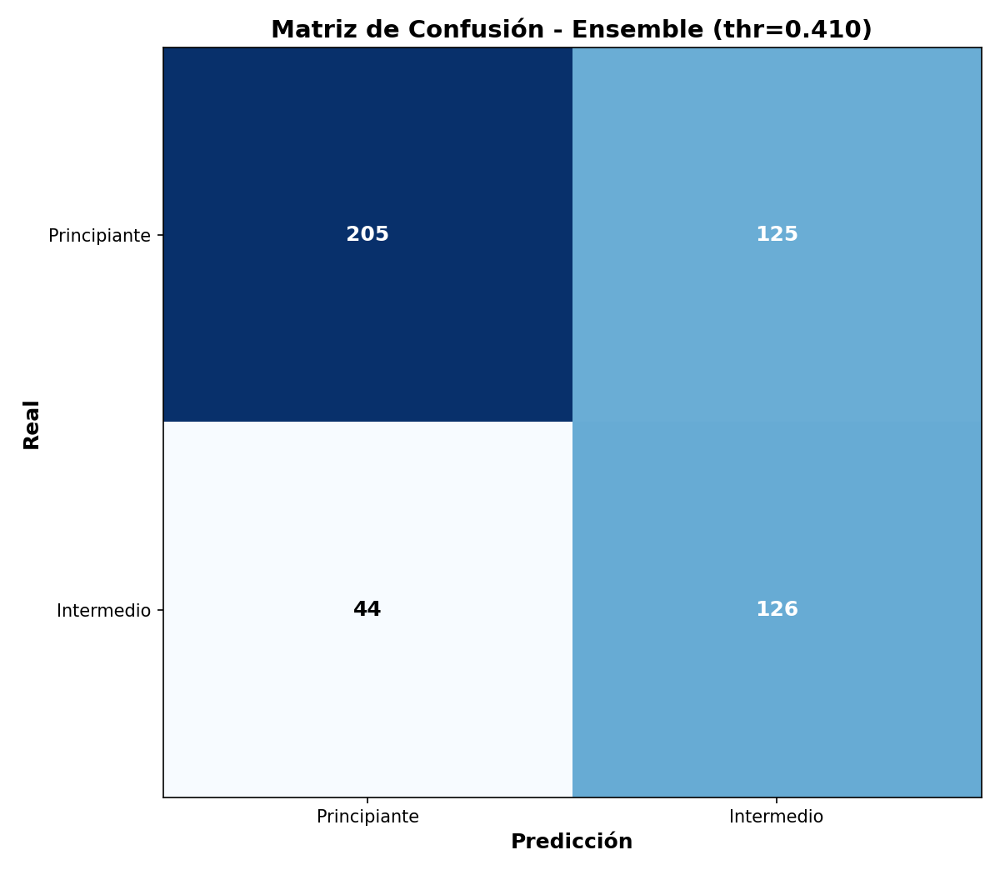 Matriz de Confusión - Ensemble (thr=0.410)
Principiante
205
125
Real
Intermedio
44
126
Principiante
Intermedio
Predicción